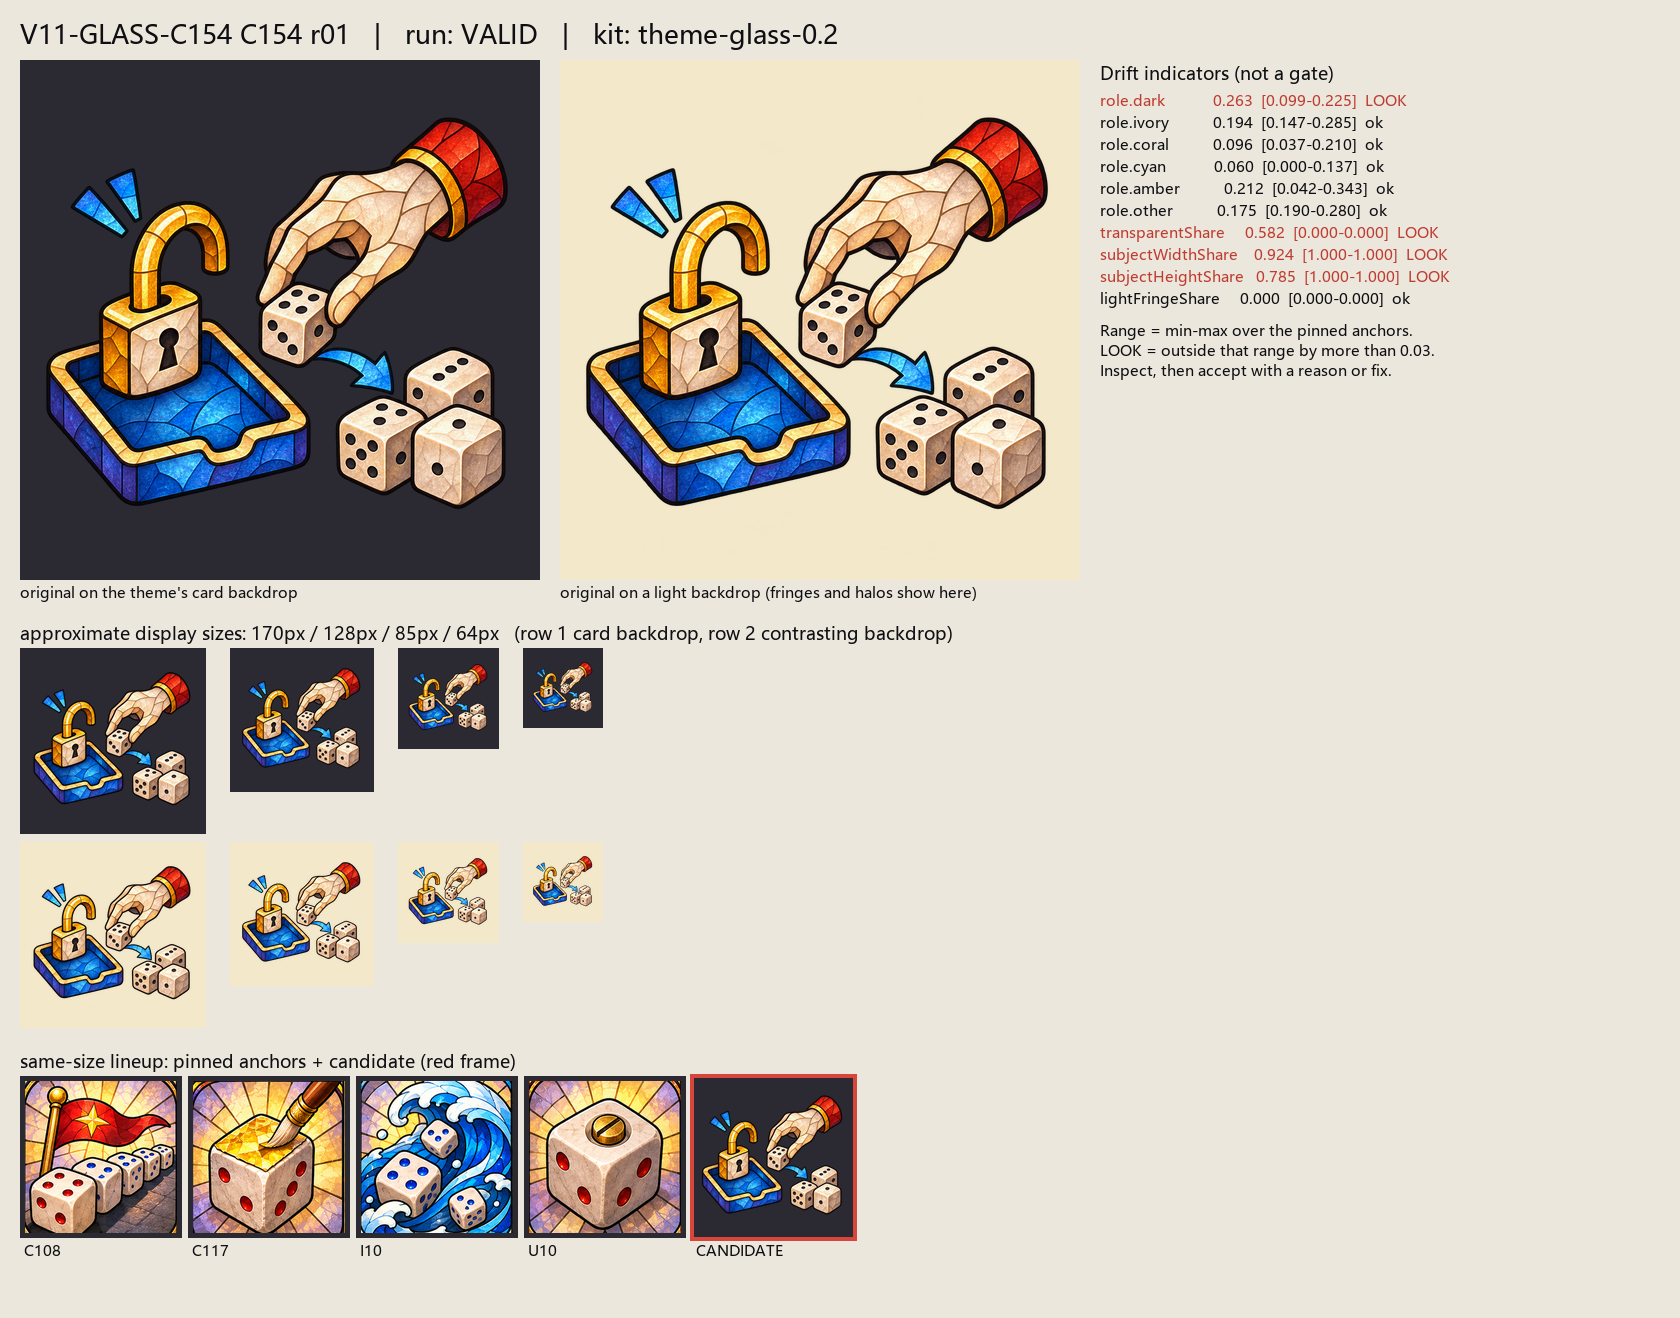 V11-GLASS-C154 C154 r01 | run: VALID | kit: theme-glass-0.2
Drift indicators (not a gate)
role.dark 0.263 [0.099-0.225] LOOK
role.ivory 0.194 [0.147-0.285] ok
role.coral 0.096 [0.037-0.210] ok
role.cyan 0.060 [0.000-0.137] ok
role.amber 0.212 [0.042-0.343] ok
role.other 0.175 [0.190-0.280] ok
transparentShare 0.582 [0.000-0.000] LOOK
subjectWidthShare 0.924 [1.000-1.000] LOOK
subjectHeightShare 0.785 [1.000-1.000] LOOK
lightFringeShare 0.000 [0.000-0.000] ok
Range = min-max over the pinned anchors.
LOOK = outside that range by more than 0.03.
Inspect, then accept with a reason or fix.
original on the theme's card backdrop
original on a light backdrop (fringes and halos show here)
approximate display sizes: 170px / 128px / 85px / 64px (row 1 card backdrop, row 2 contrasting backdrop)
same-size lineup: pinned anchors + candidate (red frame)
C108
C117
I10
U10
CANDIDATE